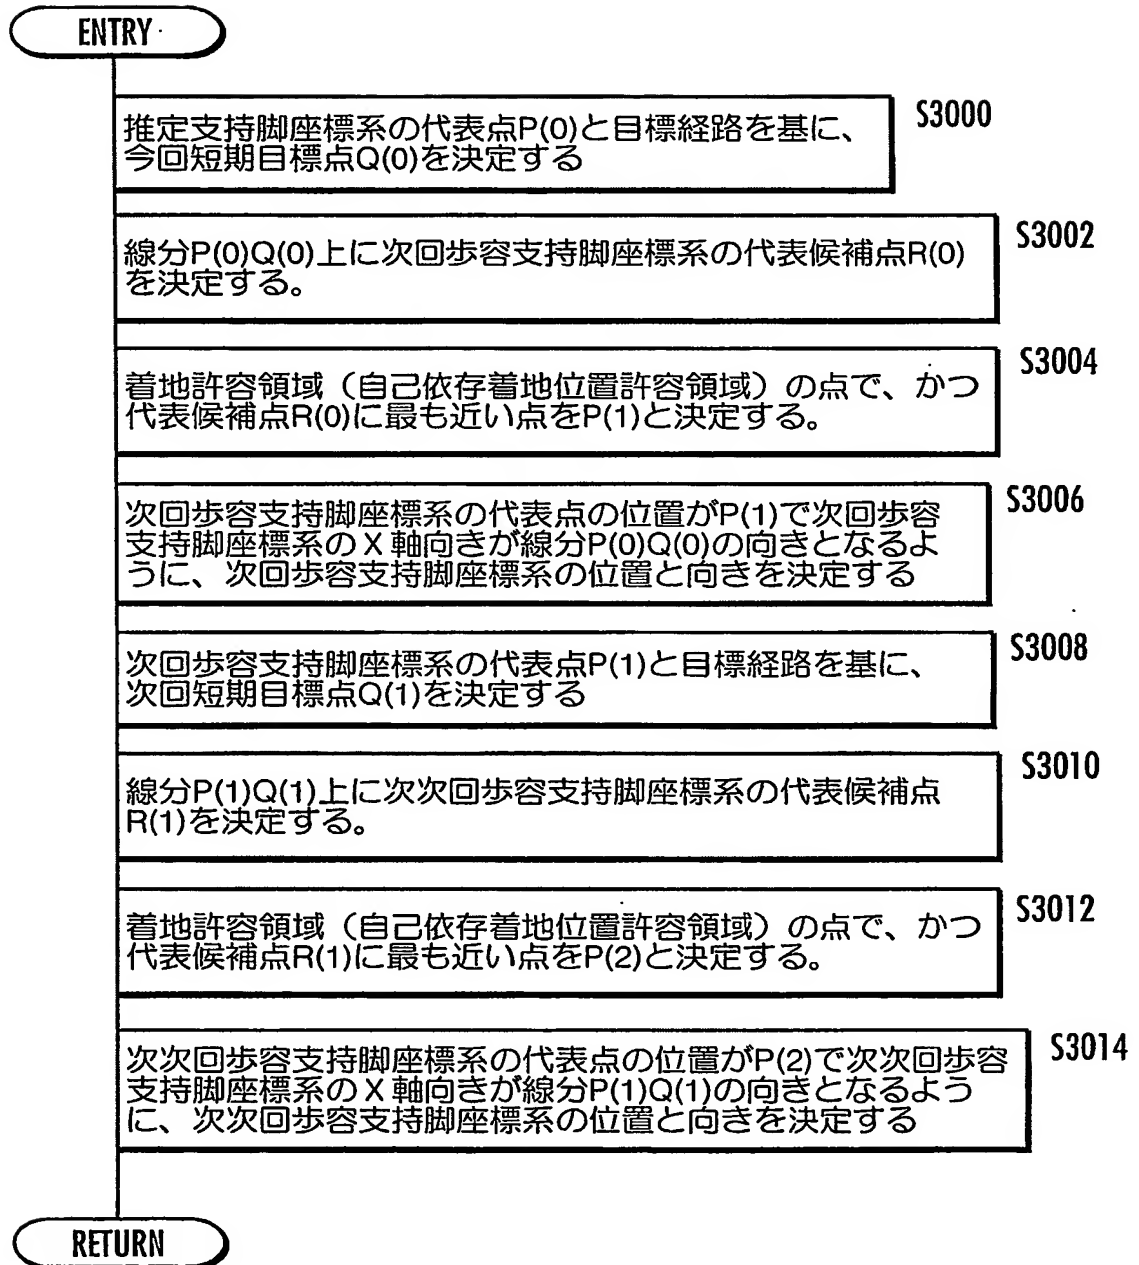 ENTRY
推定支持脚座標系の代表点P(0)と目標経路を基に、
今回短期目標点Q(0)を決定する
S3000
線分P(0)Q(0)上に次回歩容支持脚座標系の代表候補点R(0)
を決定する。
S3002
着地許容領域（自己依存着地位置許容領域）の点で、かつ
代表候補点R(0)に最も近い点をP(1)と決定する。
S3004
次回歩容支持脚座標系の代表点の位置がP(1)で次回歩容
支持脚座標系のX軸向きが線分P(0)Q(0)の向きとなるよ
うに、次回歩容支持脚座標系の位置と向きを決定する
S3006
次回歩容支持脚座標系の代表点P(1)と目標経路を基に、
次回短期目標点Q(1)を決定する
S3008
線分P(1)Q(1)上に次次回歩容支持脚座標系の代表候補点
R(1)を決定する。
S3010
着地許容領域（自己依存着地位置許容領域）の点で、かつ
代表候補点R(1)に最も近い点をP(2)と決定する。
S3012
次次回歩容支持脚座標系の代表点の位置がP(2)で次次回歩容
支持脚座標系のX軸向きが線分P(1)Q(1)の向きとなるよう
に、次次回歩容支持脚座標系の位置と向きを決定する
S3014
RETURN